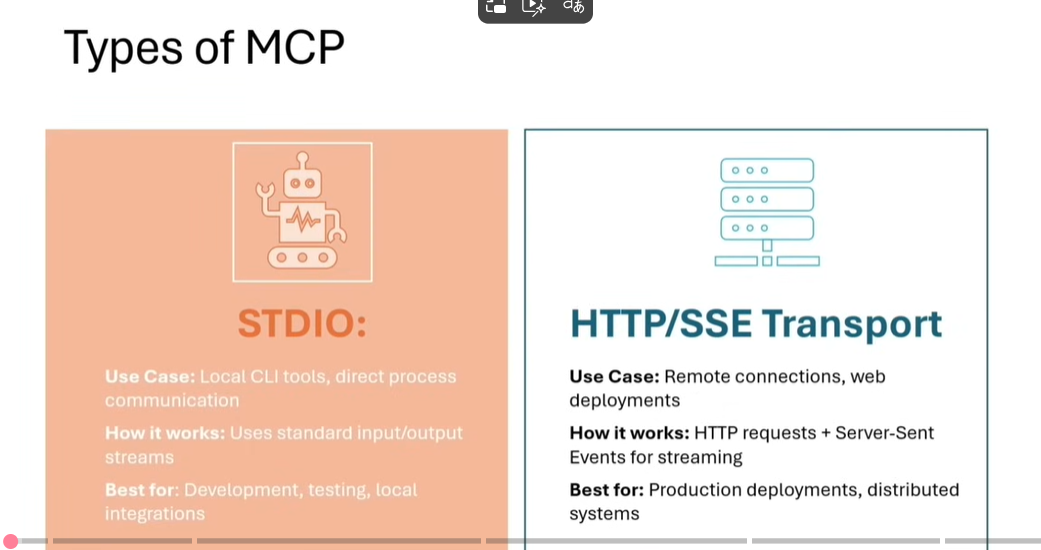 Types of MCP
STDIO:
Use Case: Local CLI tools, direct process
communication
How it works: Uses standard input/output
streams
Best for: Development, testing, local
integrations
HTTP/SSE Transport
Use Case: Remote connections, web
deployments
How it works: HTTP requests + Server-Sent
Events for streaming
Best for: Production deployments, distributed
systems